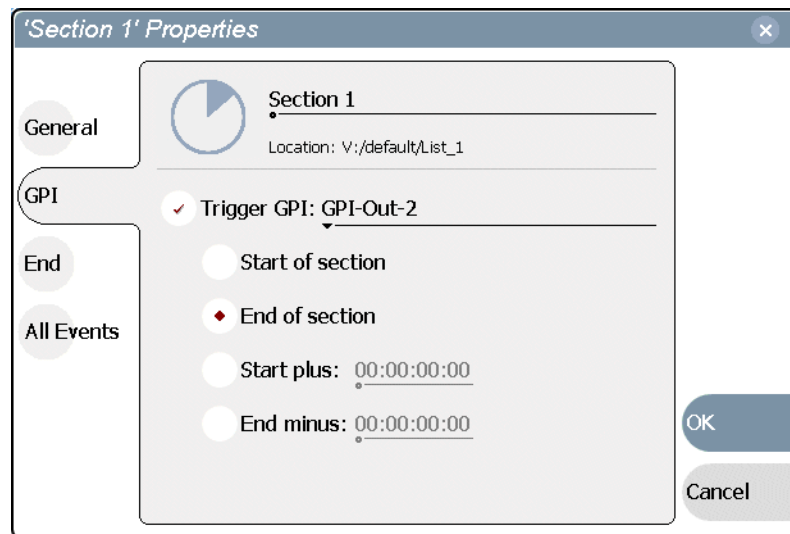 'Section 1' Properties
General
GPI
End
All Events
Section 1
Location: V:/default/List_1
Trigger GPI: GPI-Out-2
Start of section
End of section
Start plus: 00:00:00:00
End minus: 00:00:00:00
OK
Cancel